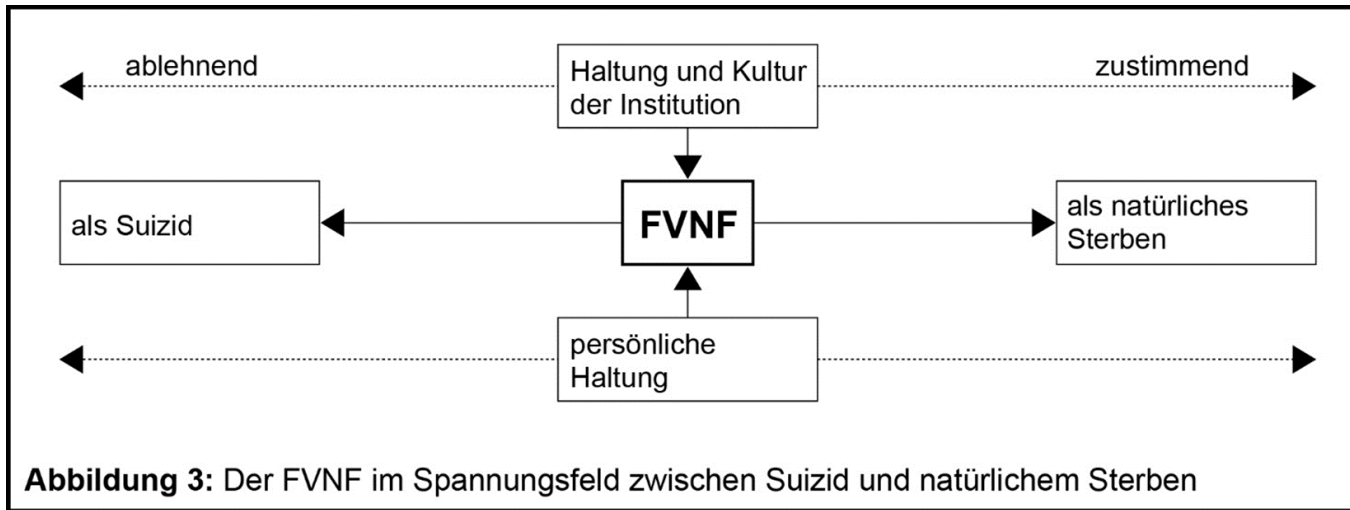 ablehnend
Haltung und Kultur
der Institution
zustimmend
als Suizid
FVNF
als natürliches
Sterben
persönliche
Haltung
Abbildung 3: Der FVNF im Spannungsfeld zwischen Suizid und natürlichem Sterben